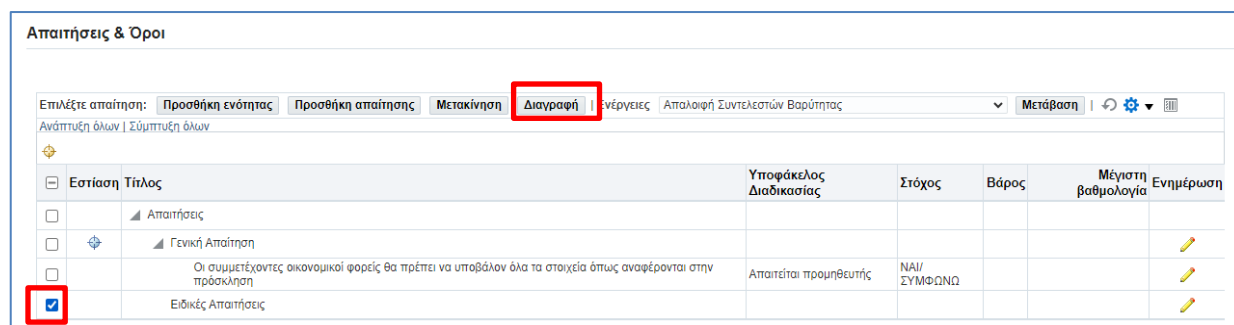 Απαιτήσεις & Όροι
Επιλέξτε απαίτηση: Προσθήκη ενότητας Προσθήκη απαίτησης Μετακίνηση Διαγραφή | Ενέργειες Απαλοιφή Συντελεστών Βαρύτητας Μετάβαση |
Ανάπτυξη όλων | Σύμπτυξη όλων
Εστίαση Τίτλος Υποφάκελος Διαδικασίας Στόχος Βάρος Μέγιστη βαθμολογία Ενημέρωση
Απαιτήσεις
Γενική Απαίτηση
Οι συμμετέχοντες οικονομικοί φορείς θα πρέπει να υποβάλον όλα τα στοιχεία όπως αναφέρονται στην
πρόσκληση
Απαιτείται προμηθευτής
ΝΑΙ/
ΣΥΜΦΩΝΩ
Ειδικές Απαιτήσεις